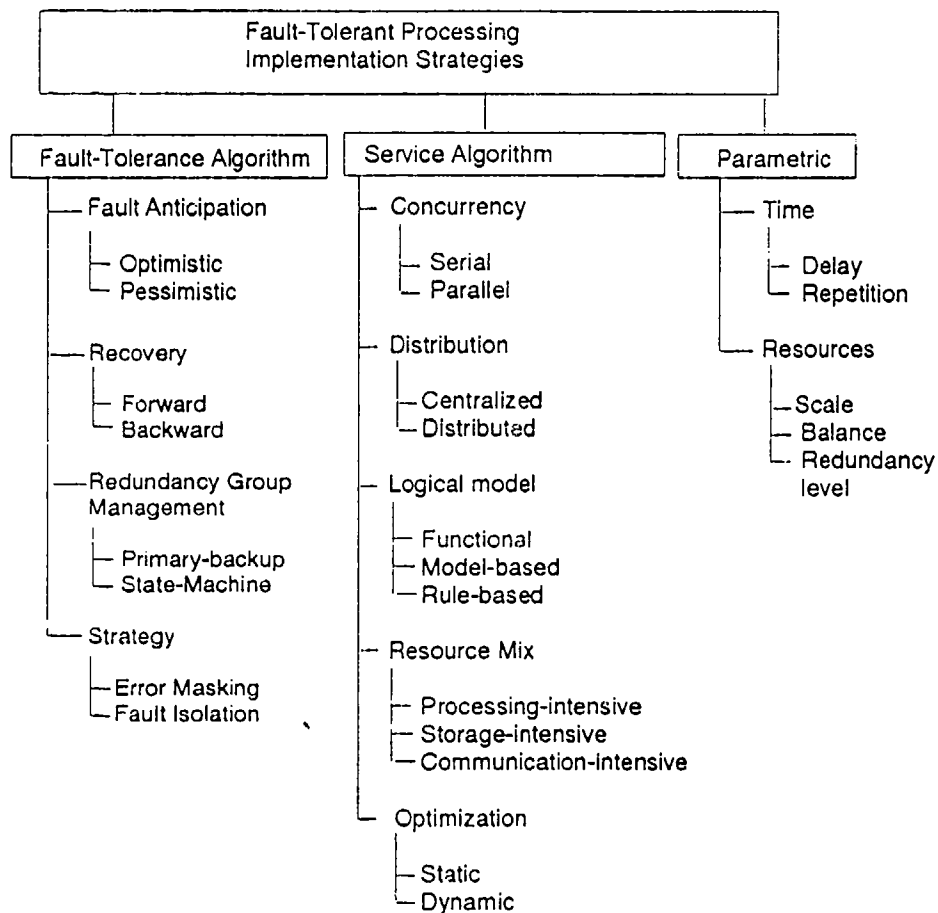 Fault-Tolerant Processing
Implementation Strategies
Fault-Tolerance Algorithm
Fault Anticipation
Optimistic
Pessimistic
Recovery
Forward
Backward
Redundancy Group
Management
Primary-backup
State-Machine
Strategy
Error Masking
Fault Isolation
Service Algorithm
Concurrency
Serial
Parallel
Distribution
Centralized
Distributed
Logical model
Functional
Model-based
Rule-based
Resource Mix
Processing-intensive
Storage-intensive
Communication-intensive
Optimization
Static
Dynamic
Parametric
Time
Delay
Repetition
Resources
Scale
Balance
Redundancy
level